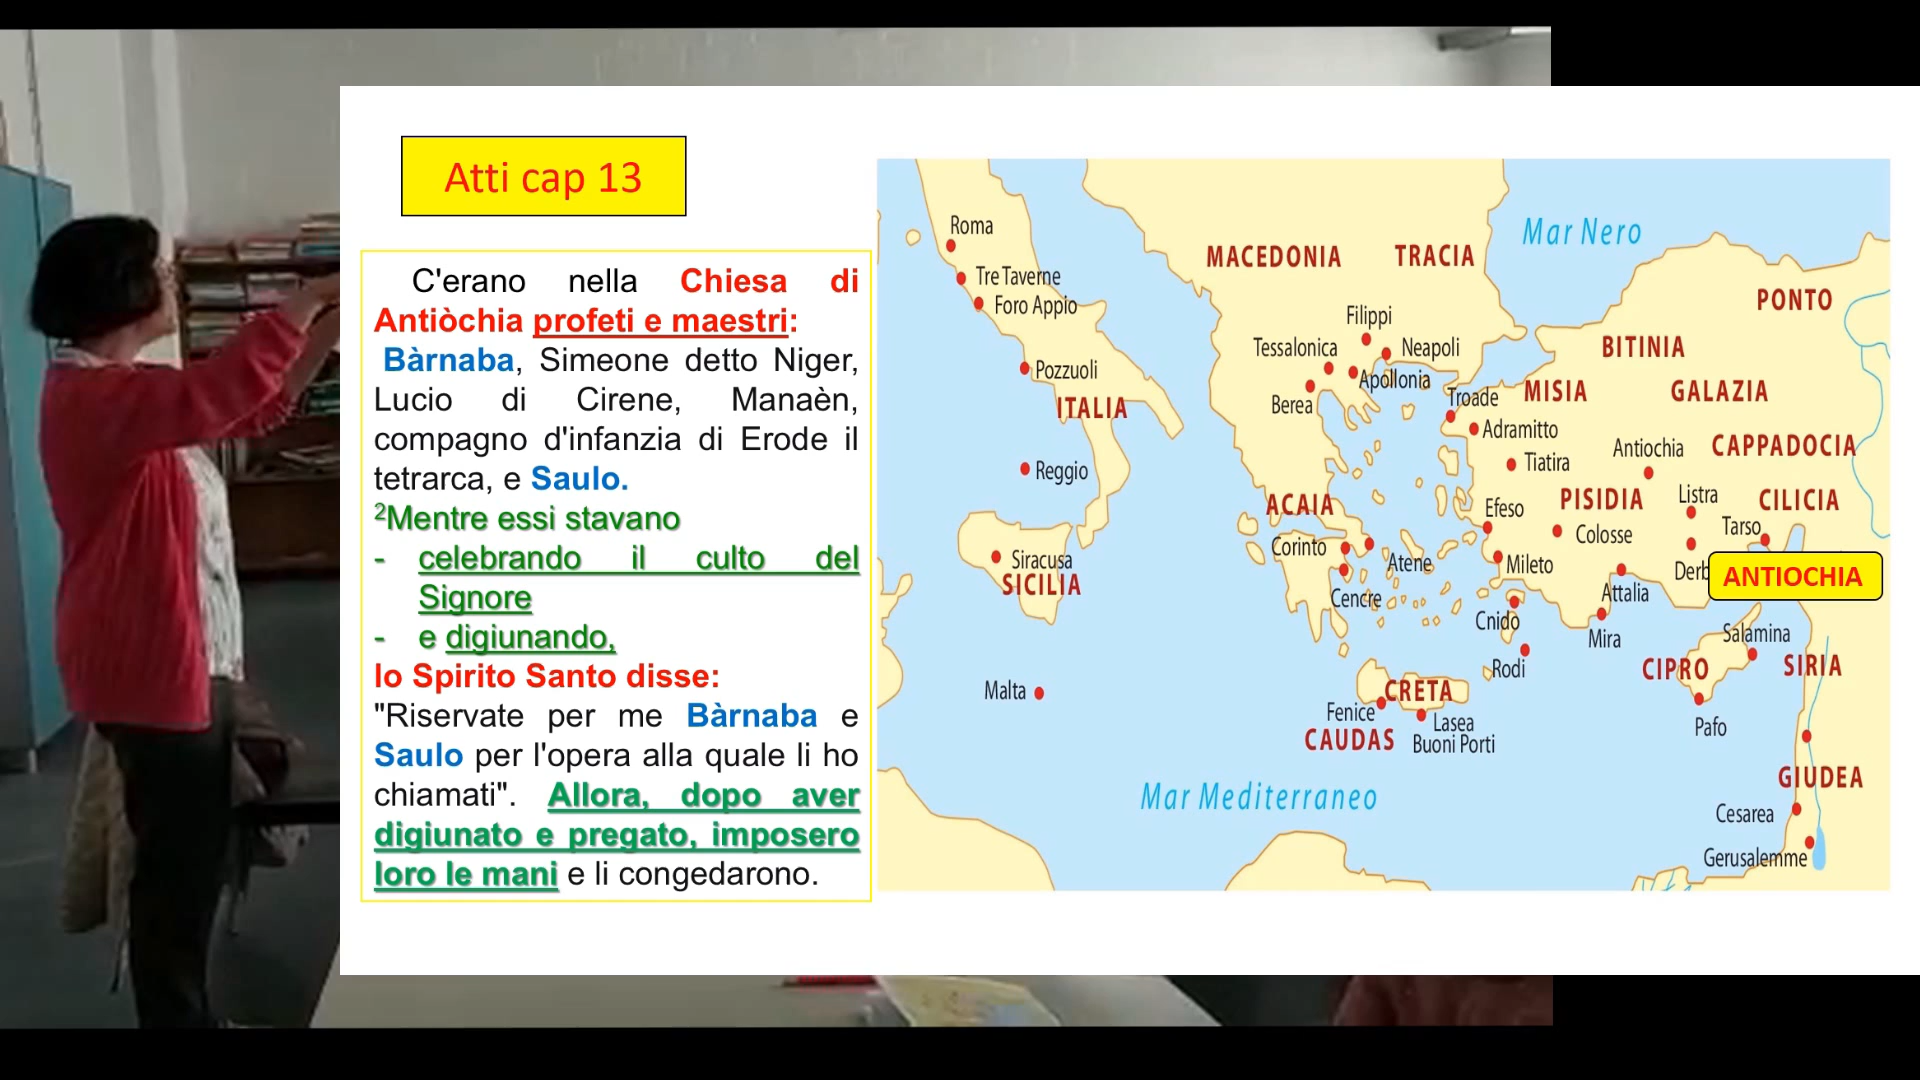 Atti cap 13
C'erano nella Chiesa di
Antiòchia profeti e maestri:
Bàrnaba, Simeone detto Niger,
Lucio di Cirene, Manaèn,
compagno d'infanzia di Erode il
tetrarca, e Saulo.
2Mentre essi stavano
- celebrando il culto del
Signore
- e digiunando,
lo Spirito Santo disse:
"Riservate per me Bàrnaba e
Saulo per l'opera alla quale li ho
chiamati". Allora, dopo aver
digiunato e pregato, imposero
loro le mani e li congedarono.
Roma
Tre Taverne
Foro Appio
Pozzuoli
ITALIA
Reggio
Siracusa
SICILIA
Malta
MACEDONIA
TRACIA
Mar Nero
PONTO
Filippi
Tessalonica
Neapoli
Apollonia
Berea
BITINIA
Troade
MISIA
GALAZIA
Adramitto
Tiatira
Antiochia
CAPPADOCIA
ACAIA
Efeso
PISIDIA
Listra
CILICIA
Corinto
Atene
Colosse
Tarso
Mileto
Derb
ANTIOCHIA
Cencre
Attalia
Cnido
Mira
Salamina
Rodi
CIPRO
SIRIA
CRETA
Fenice
Lasea
Pafo
CAUDAS
Buoni Porti
GIUDEA
Mar Mediterraneo
Cesarea
Gerusalemme